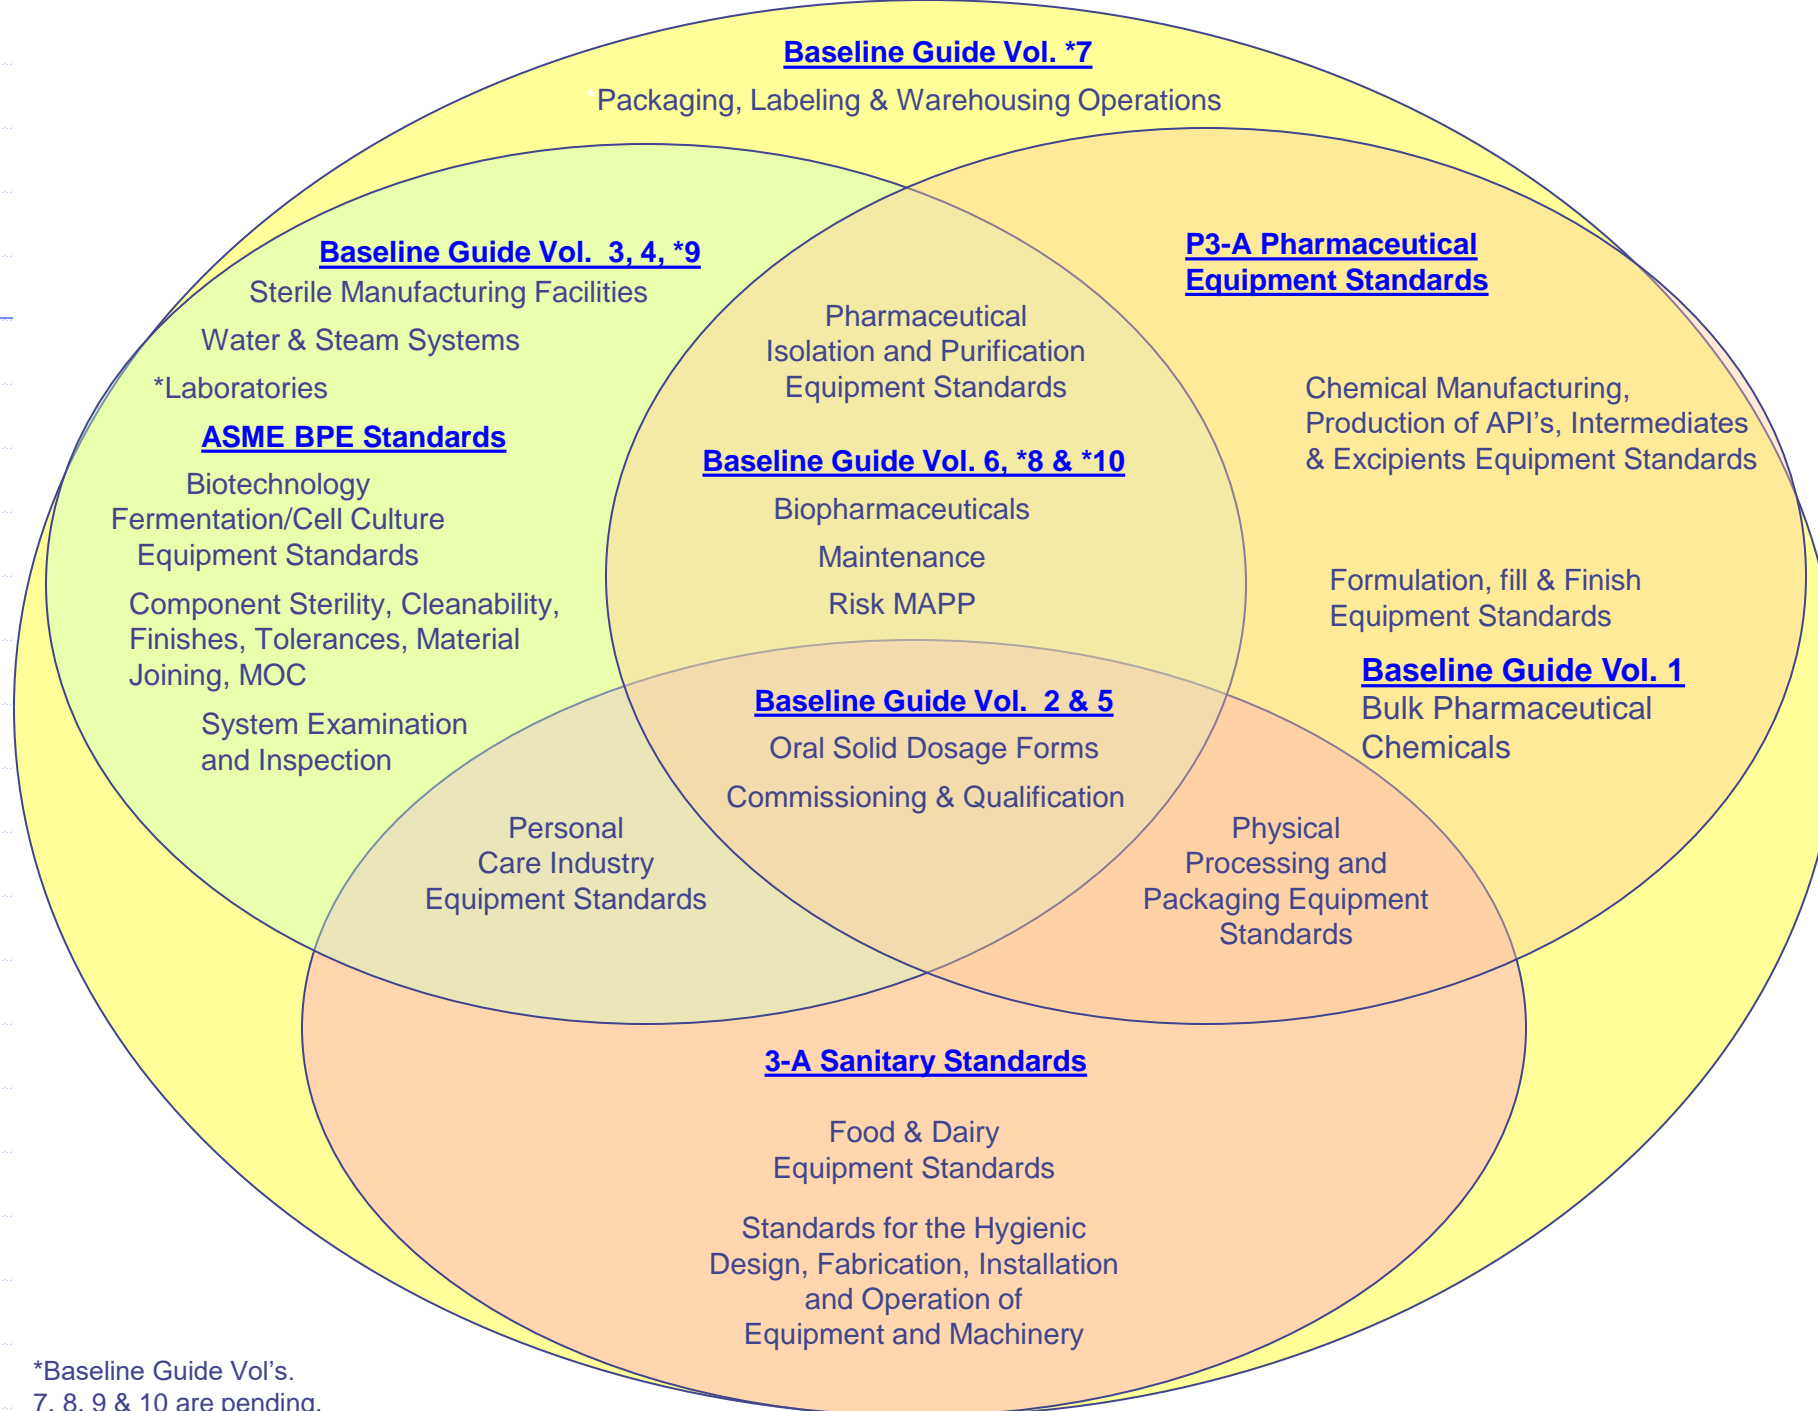 Baseline Guide Vol. *7
*Packaging, Labeling & Warehousing Operations
Baseline Guide Vol. 3, 4, *9
Sterile Manufacturing Facilities
Water & Steam Systems
*Laboratories
ASME BPE Standards
Biotechnology
Fermentation/Cell Culture
Equipment Standards
Component Sterility, Cleanability,
Finishes, Tolerances, Material
Joining, MOC
System Examination
and Inspection
Pharmaceutical
Isolation and Purification
Equipment Standards
Baseline Guide Vol. 6, *8 & *10
Biopharmaceuticals
Maintenance
Risk MAPP
P3-A Pharmaceutical
Equipment Standards
Chemical Manufacturing,
Production of API's, Intermediates
& Excipients Equipment Standards
Formulation, fill & Finish
Equipment Standards
Baseline Guide Vol. 1
Bulk Pharmaceutical
Chemicals
Baseline Guide Vol. 2 & 5
Oral Solid Dosage Forms
Commissioning & Qualification
Personal
Care Industry
Equipment Standards
Physical
Processing and
Packaging Equipment
Standards
3-A Sanitary Standards
Food & Dairy
Equipment Standards
Standards for the Hygienic
Design, Fabrication, Installation
and Operation of
Equipment and Machinery
*Baseline Guide Vol's.
7, 8, 9 & 10 are pending.